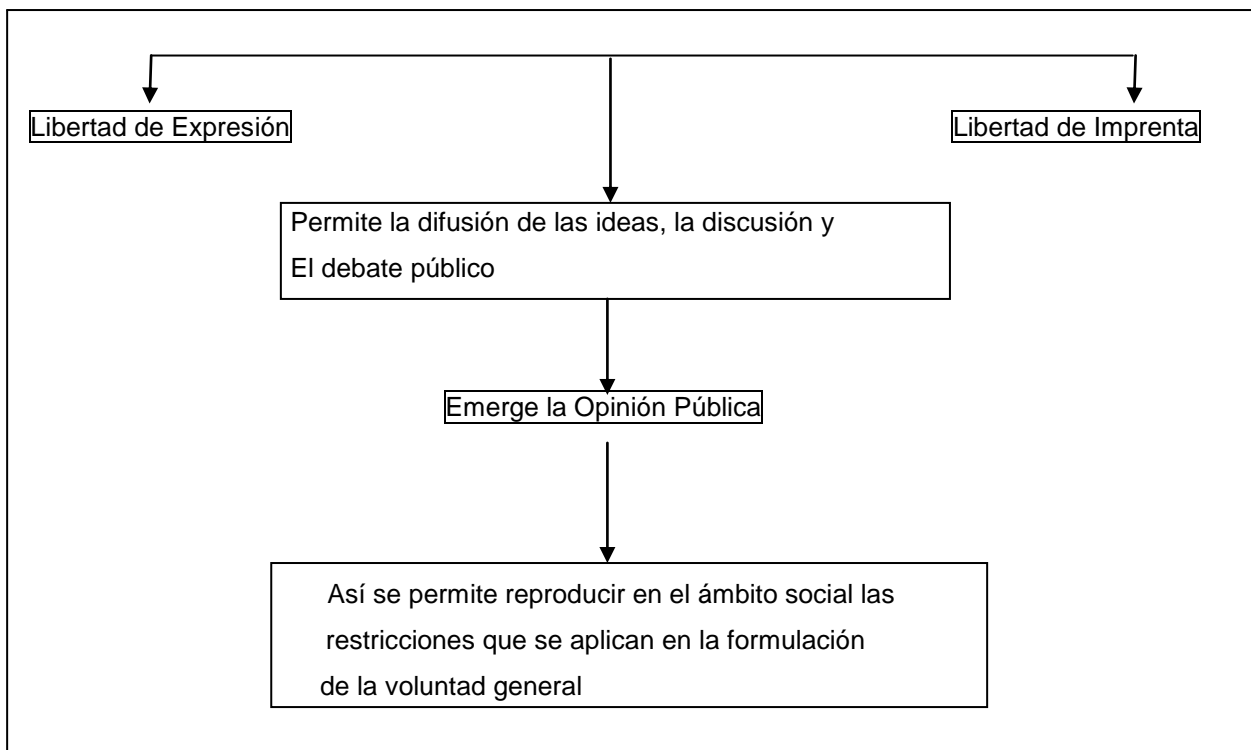 Libertad de Expresión
Libertad de Imprenta
Permite la difusión de las ideas, la discusión y
El debate público
Emerge la Opinión Pública
Así se permite reproducir en el ámbito social las
restricciones que se aplican en la formulación
de la voluntad general